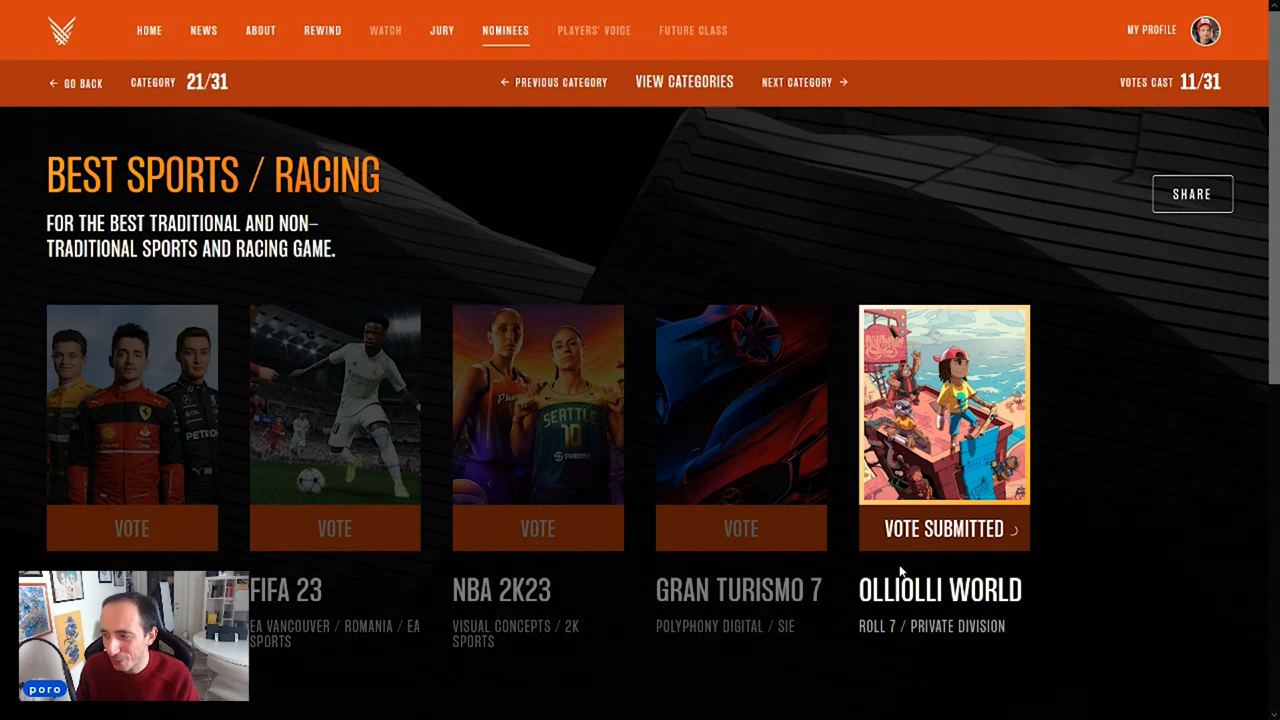 HOME NEWS ABOUT REWIND WATCH JURY NOMINEES PLAYERS' VOICE FUTURE CLASS MY PROFILE
← GO BACK CATEGORY 21/31 ← PREVIOUS CATEGORY VIEW CATEGORIES NEXT CATEGORY → VOTES CAST 11/31
BEST SPORTS / RACING
SHARE
FOR THE BEST TRADITIONAL AND NON-
TRADITIONAL SPORTS AND RACING GAME.
SEATTLE
10
VOTE VOTE VOTE VOTE VOTE SUBMITTED
FIFA 23 NBA 2K23 GRAN TURISMO 7 OLLIOLLI WORLD
EA VANCOUVER / ROMANIA / EA
SPORTS
VISUAL CONCEPTS / 2K
SPORTS
POLYPHONY DIGITAL / SIE
ROLL 7 / PRIVATE DIVISION
poro